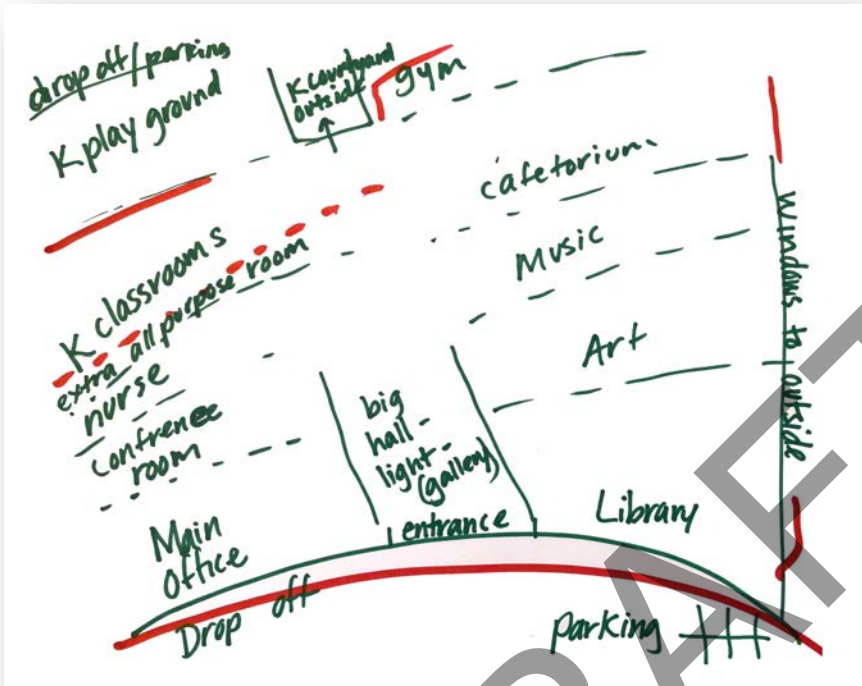 drop off/parking
K play ground
K courtyard
outside
gym
cafetorium
Music
Art
windows to outside
K classrooms
extra all purpose room
nurse
confrenee
room
big
hall -
light -
(gallery)
entrance
Main
office
Library
Drop off
parking
DRAFT